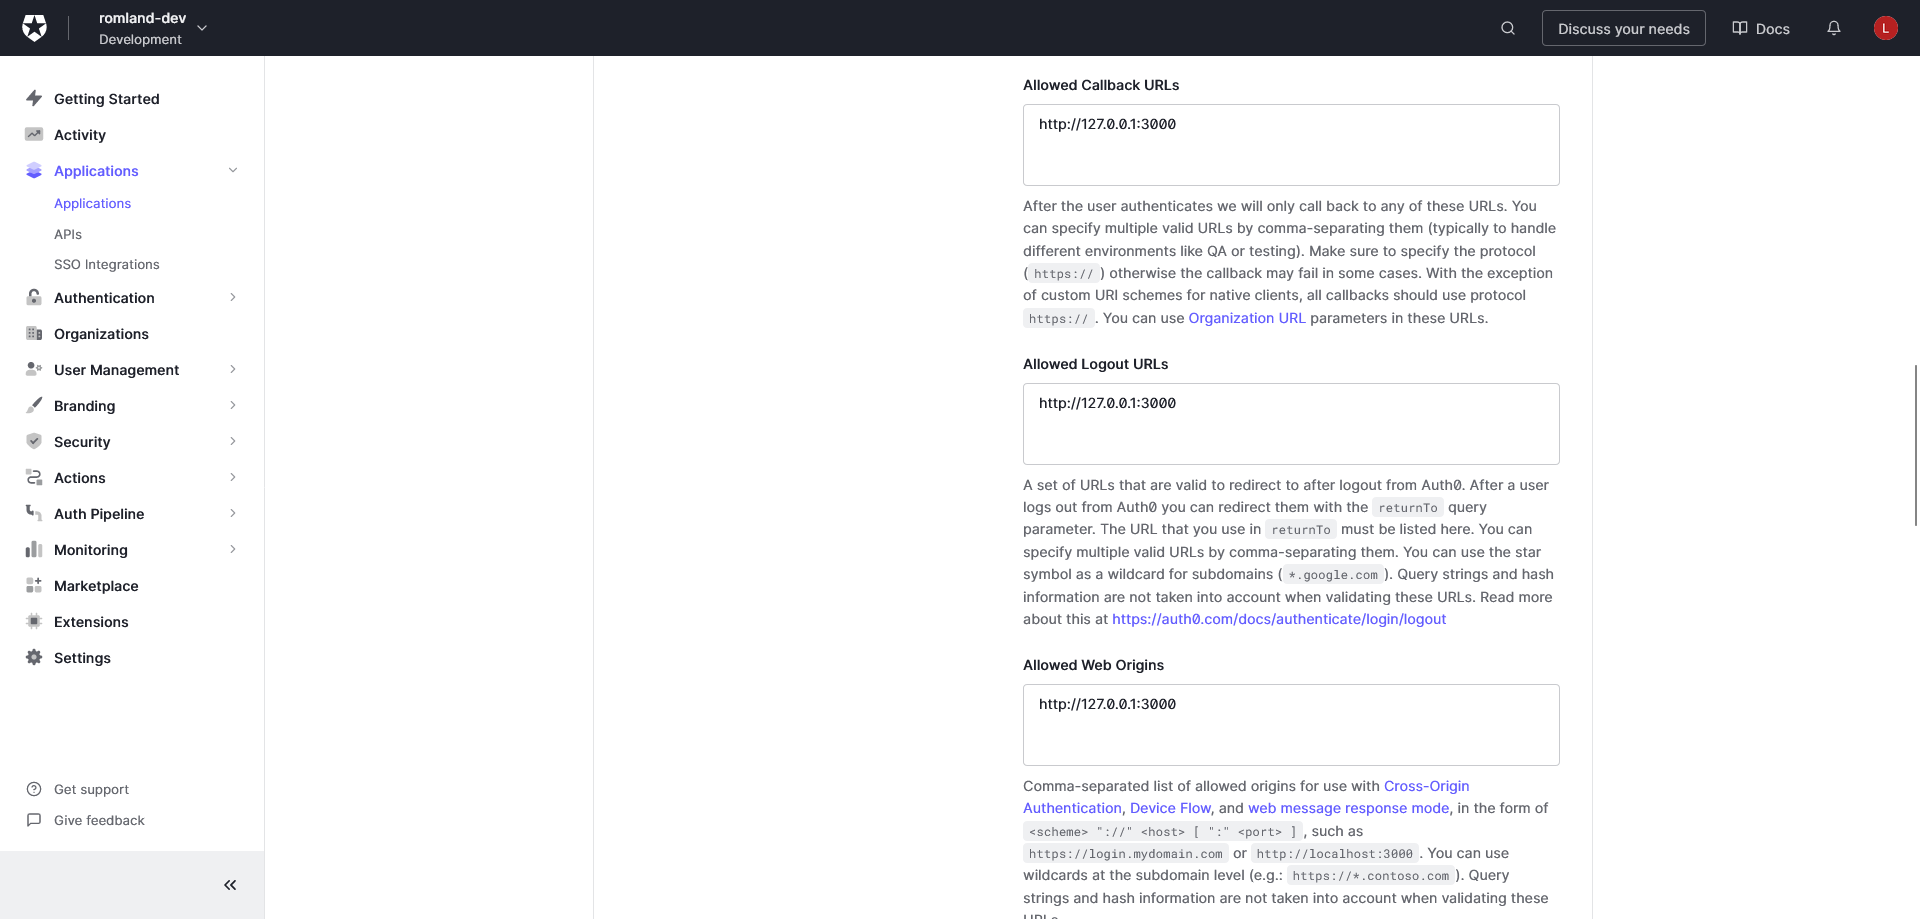 romland-dev
Development
Discuss your needs
Docs
L
Getting Started
Activity
Applications
Applications
APIs
SSO Integrations
Authentication
Organizations
User Management
Branding
Security
Actions
Auth Pipeline
Monitoring
Marketplace
Extensions
Settings
Get support
Give feedback
Allowed Callback URLs
http://127.0.0.1:3000
After the user authenticates we will only call back to any of these URLs. You
can specify multiple valid URLs by comma-separating them (typically to handle
different environments like QA or testing). Make sure to specify the protocol
( https:// ) otherwise the callback may fail in some cases. With the exception
of custom URI schemes for native clients, all callbacks should use protocol
https:// . You can use Organization URL parameters in these URLs.
Allowed Logout URLs
http://127.0.0.1:3000
A set of URLs that are valid to redirect to after logout from Auth0. After a user
logs out from Auth0 you can redirect them with the returnTo query
parameter. The URL that you use in returnTo must be listed here. You can
specify multiple valid URLs by comma-separating them. You can use the star
symbol as a wildcard for subdomains ( *.google.com ). Query strings and hash
information are not taken into account when validating these URLs. Read more
about this at https://auth0.com/docs/authenticate/login/logout
Allowed Web Origins
http://127.0.0.1:3000
Comma-separated list of allowed origins for use with Cross-Origin
Authentication, Device Flow, and web message response mode, in the form of
<scheme> "://" <host> [ ":" <port> ] , such as
https://login.mydomain.com or http://localhost:3000 . You can use
wildcards at the subdomain level (e.g.: https://*.contoso.com ). Query
strings and hash information are not taken into account when validating these
URLs.